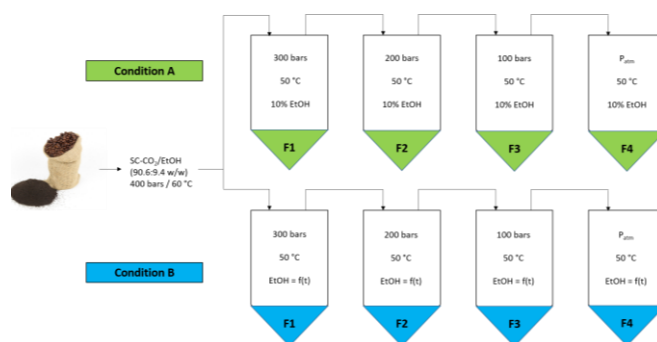 Condition A
300 bars
50 °C
10% EtOH
F1
200 bars
50 °C
10% EtOH
F2
100 bars
50 °C
10% EtOH
F3
Patm
50 °C
10% EtOH
F4
SC-CO₂/EtOH
(90.6:9.4 w/w)
400 bars / 60 °C
Condition B
300 bars
50 °C
EtOH = f(t)
F1
200 bars
50 °C
EtOH = f(t)
F2
100 bars
50 °C
EtOH = f(t)
F3
Patm
50 °C
EtOH = f(t)
F4